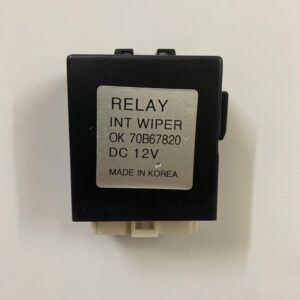 RELAY
INT WIPER
OK 70B67820
DC 12V
MADE IN KOREA